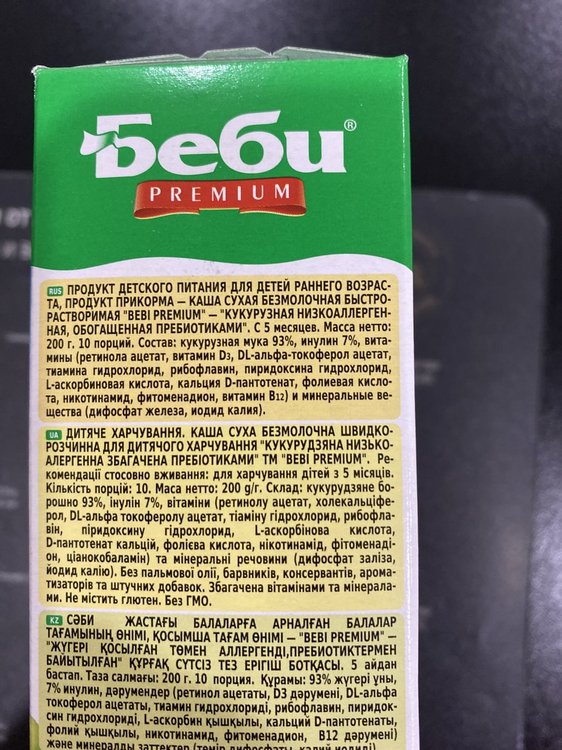 Беби®
PREMIUM
RUS ПРОДУКТ ДЕТСКОГО ПИТАНИЯ ДЛЯ ДЕТЕЙ РАННЕГО ВОЗРАС-
ТА, ПРОДУКТ ПРИКОРМА — КАША СУХАЯ БЕЗМОЛОЧНАЯ БЫСТРО-
РАСТВОРИМАЯ "BEBI PREMIUM" — "КУКУРУЗНАЯ НИЗКОАЛЛЕРГЕН-
НАЯ, ОБОГАЩЕННАЯ ПРЕБИОТИКАМИ". С 5 месяцев. Масса нетто:
200 г. 10 порций. Состав: кукурузная мука 93%, инулин 7%, вита-
мины (ретинола ацетат, витамин D3, DL-альфа-токоферол ацетат,
тиамина гидрохлорид, рибофлавин, пиридоксина гидрохлорид,
L-аскорбиновая кислота, кальция D-пантотенат, фолиевая кисло-
та, никотинамид, фитоменадион, витамин B12) и минеральные ве-
щества (дифосфат железа, иодид калия).
UA ДИТЯЧЕ ХАРЧУВАННЯ. КАША СУХА БЕЗМОЛОЧНА ШВИДКО-
РОЗЧИННА ДЛЯ ДИТЯЧОГО ХАРЧУВАННЯ "КУКУРУДЗЯНА НИЗЬКО-
АЛЕРГЕННА ЗБАГАЧЕНА ПРЕБІОТИКАМИ" ТМ "BEBI PREMIUM". Ре-
комендації стосовно вживання: для харчування дітей з 5 місяців.
Кількість порцій: 10. Маса нетто: 200 g/г. Склад: кукурудзяне бо-
рошно 93%, інулін 7%, вітаміни (ретинолу ацетат, холекальціфе-
рол, DL-альфа токоферолу ацетат, тіаміну гідрохлорид, рибофла-
він, піридоксину гідрохлорид, L-аскорбінова кислота,
D-пантотенат кальцій, фолієва кислота, нікотинамід, фітоменаді-
он, ціанокобаламін) та мінеральні речовини (дифосфат заліза,
йодид калію). Без пальмової олії, барвників, консервантів, арома-
тизаторів та штучних добавок. Збагачена вітамінами та мінерала-
ми. Не містить глютен. Без ГМО.
KZ СӘБИ ЖАСТАҒЫ БАЛАЛАРҒА АРНАЛҒАН БАЛАЛАР
ТАҒАМЫНЫҢ ӨНІМІ, ҚОСЫМША ТАҒАМ ӨНІМІ — "BEBI PREMIUM" —
"ЖҮГЕРІ ҚОСЫЛҒАН ТӨМЕН АЛЛЕРГЕНДІ,ПРЕБИОТИКТЕРМЕН
БАЙЫТЫЛҒАН" ҚҰРҒАҚ СҮТСІЗ ТЕЗ ЕРІГІШ БОТҚАСЫ. 5 айдан
бастап. Таза салмағы: 200 г. 10 порция. Құрамы: 93% жүгері ұны,
7% инулин, дәрумендер (ретинол ацетаты, D3 дәрумені, DL-альфа
токоферол ацетаты, тиамин гидрохлориді, рибофлавин, пиридок-
син гидрохлориді, L-аскорбин қышқылы, кальций D-пантотенаты,
фолий қышқылы, никотинамид, фитоменадион, B12 дәрумені)
және минералды заттектер (темір дифосфаты, калий иодиді).